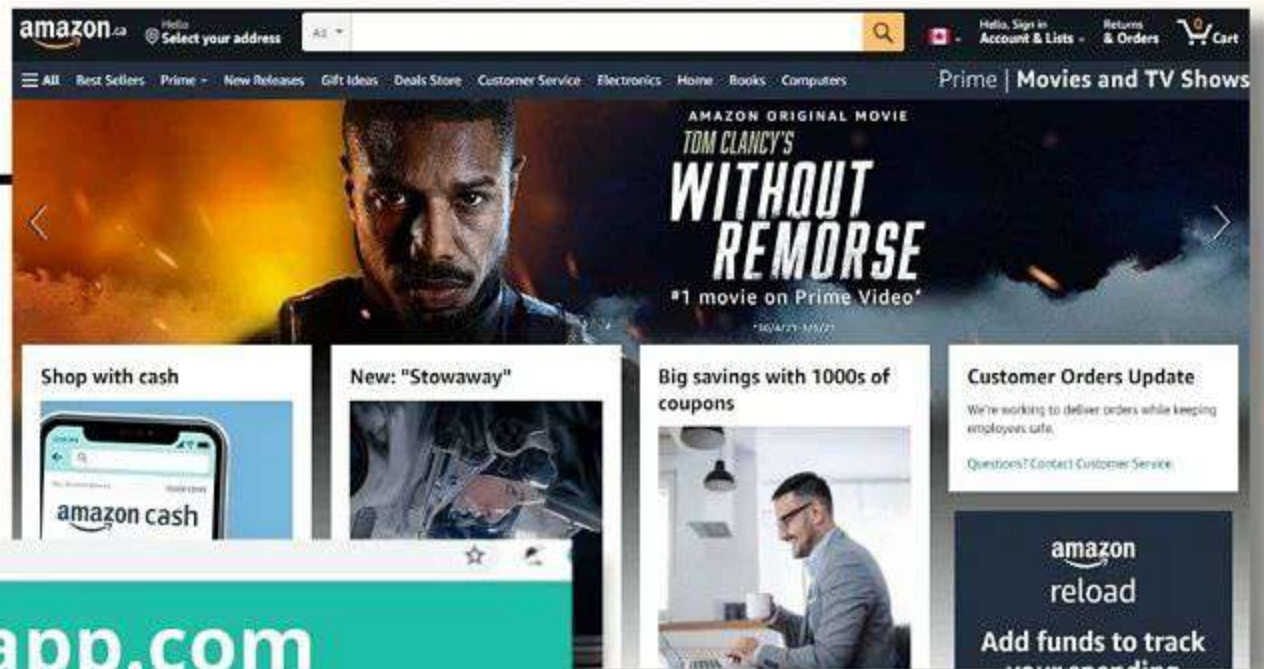 amazon.ca
Hello
Select your address
All
Hello, Sign in
Account & Lists
Returns
& Orders
0
Cart
All Best Sellers Prime New Releases Gift Ideas Deals Store Customer Service Electronics Home Books Computers
Prime | Movies and TV Shows
AMAZON ORIGINAL MOVIE
TOM CLANCY'S
WITHOUT
REMORSE
#1 movie on Prime Video*
Shop with cash
amazon cash
New: "Stowaway"
Big savings with 1000s of
coupons
Customer Orders Update
We're working to deliver orders while keeping
employees safe.
Questions? Contact Customer Service.
amazon
reload
Add funds to track
your spending
app.com